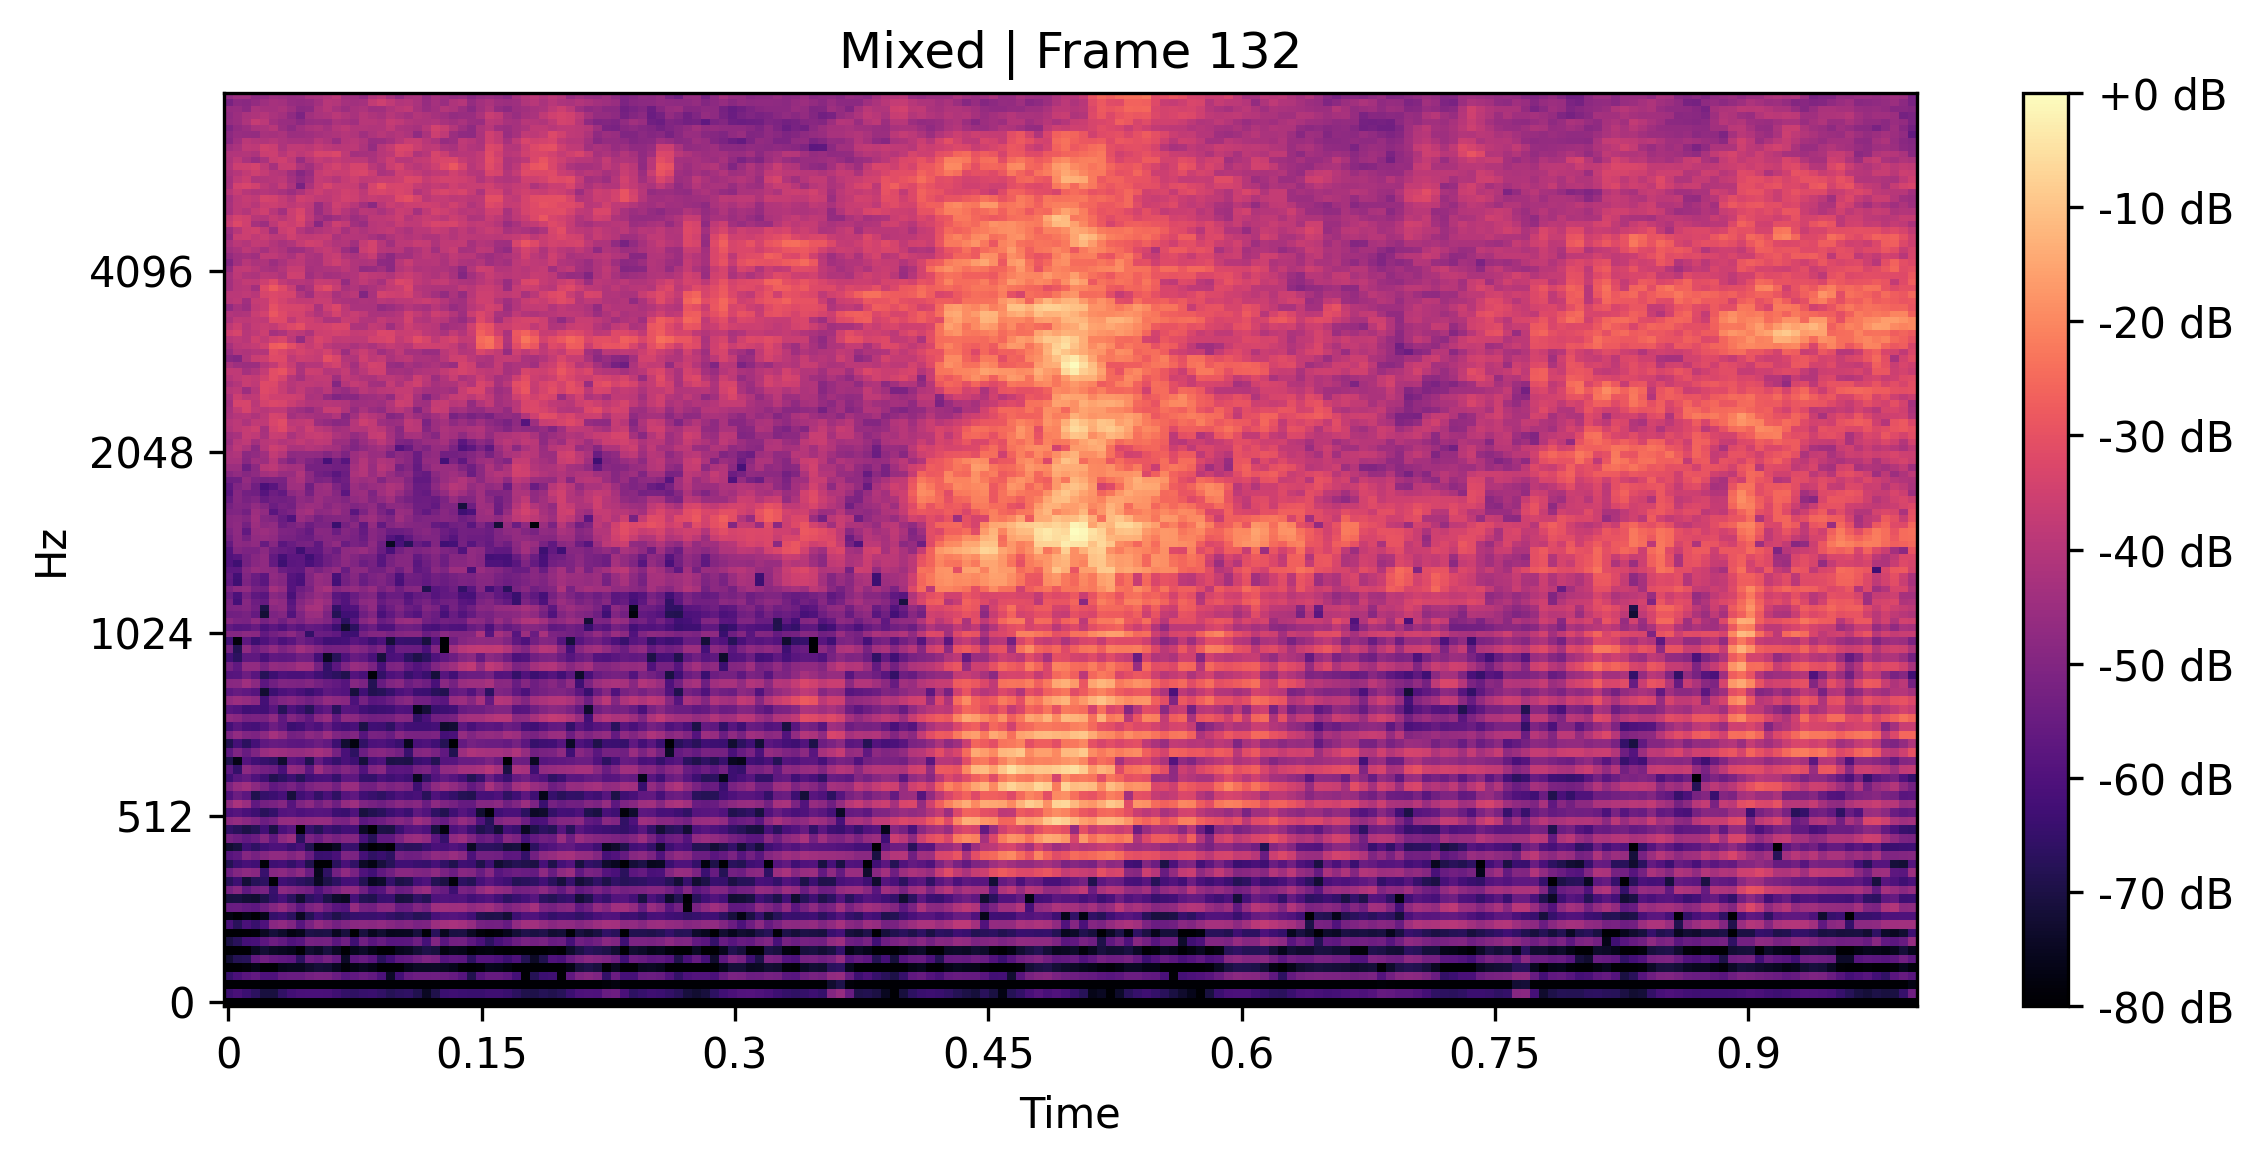 Mixed | Frame 132
+0 dB
-10 dB
-20 dB
-30 dB
-40 dB
-50 dB
-60 dB
-70 dB
-80 dB
Hz
4096
2048
1024
512
0
0 0.15 0.3 0.45 0.6 0.75 0.9
Time